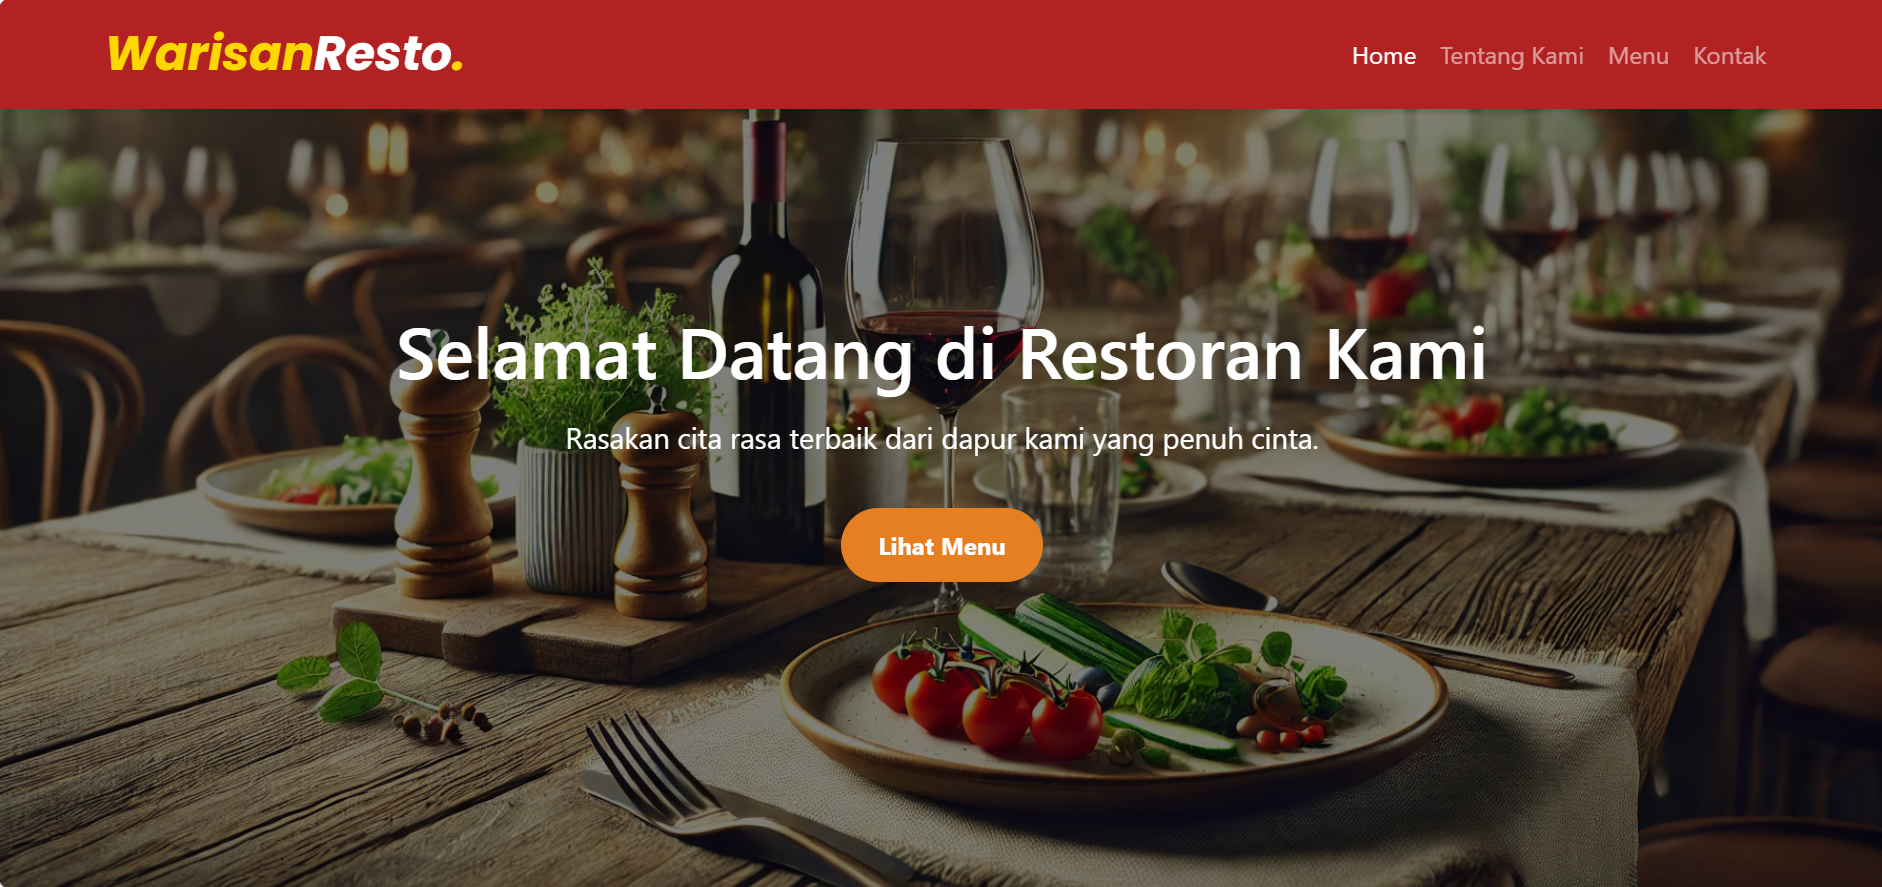 WarisanResto.
Home Tentang Kami Menu Kontak
Selamat Datang di Restoran Kami
Rasakan cita rasa terbaik dari dapur kami yang penuh cinta.
Lihat Menu